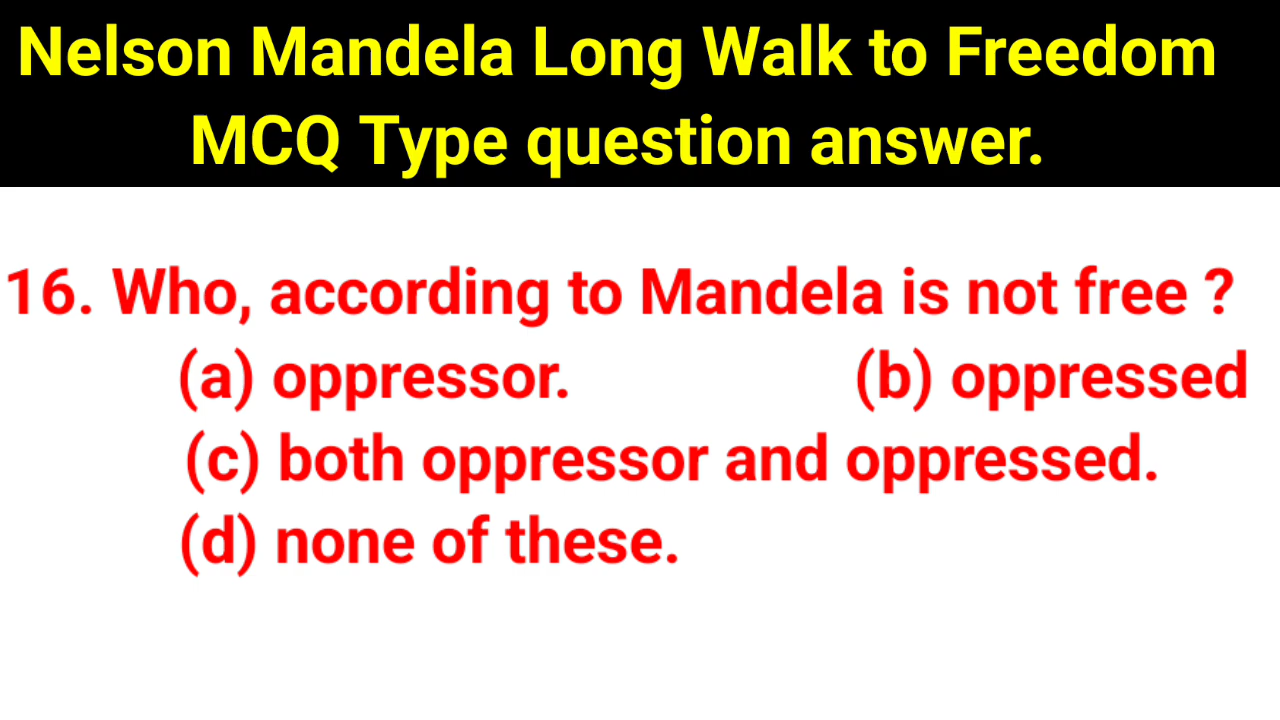 Nelson Mandela Long Walk to Freedom
MCQ Type question answer.
16. Who, according to Mandela is not free ?
(a) oppressor. (b) oppressed
(c) both oppressor and oppressed.
(d) none of these.